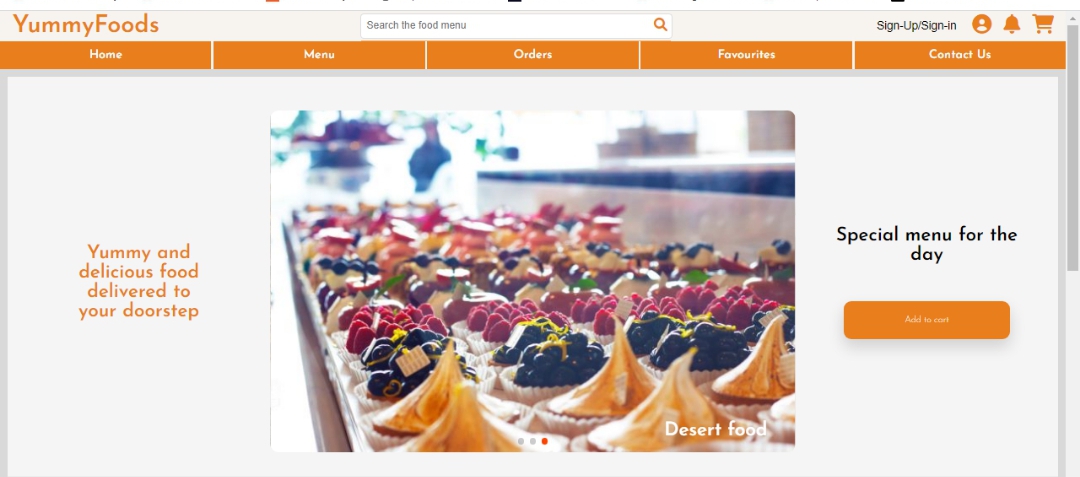 YummyFoods
Search the food menu
Sign-Up/Sign-in
Home
Menu
Orders
Favourites
Contact Us
Yummy and
delicious food
delivered to
your doorstep
Desert food
Special menu for the
day
Add to cart